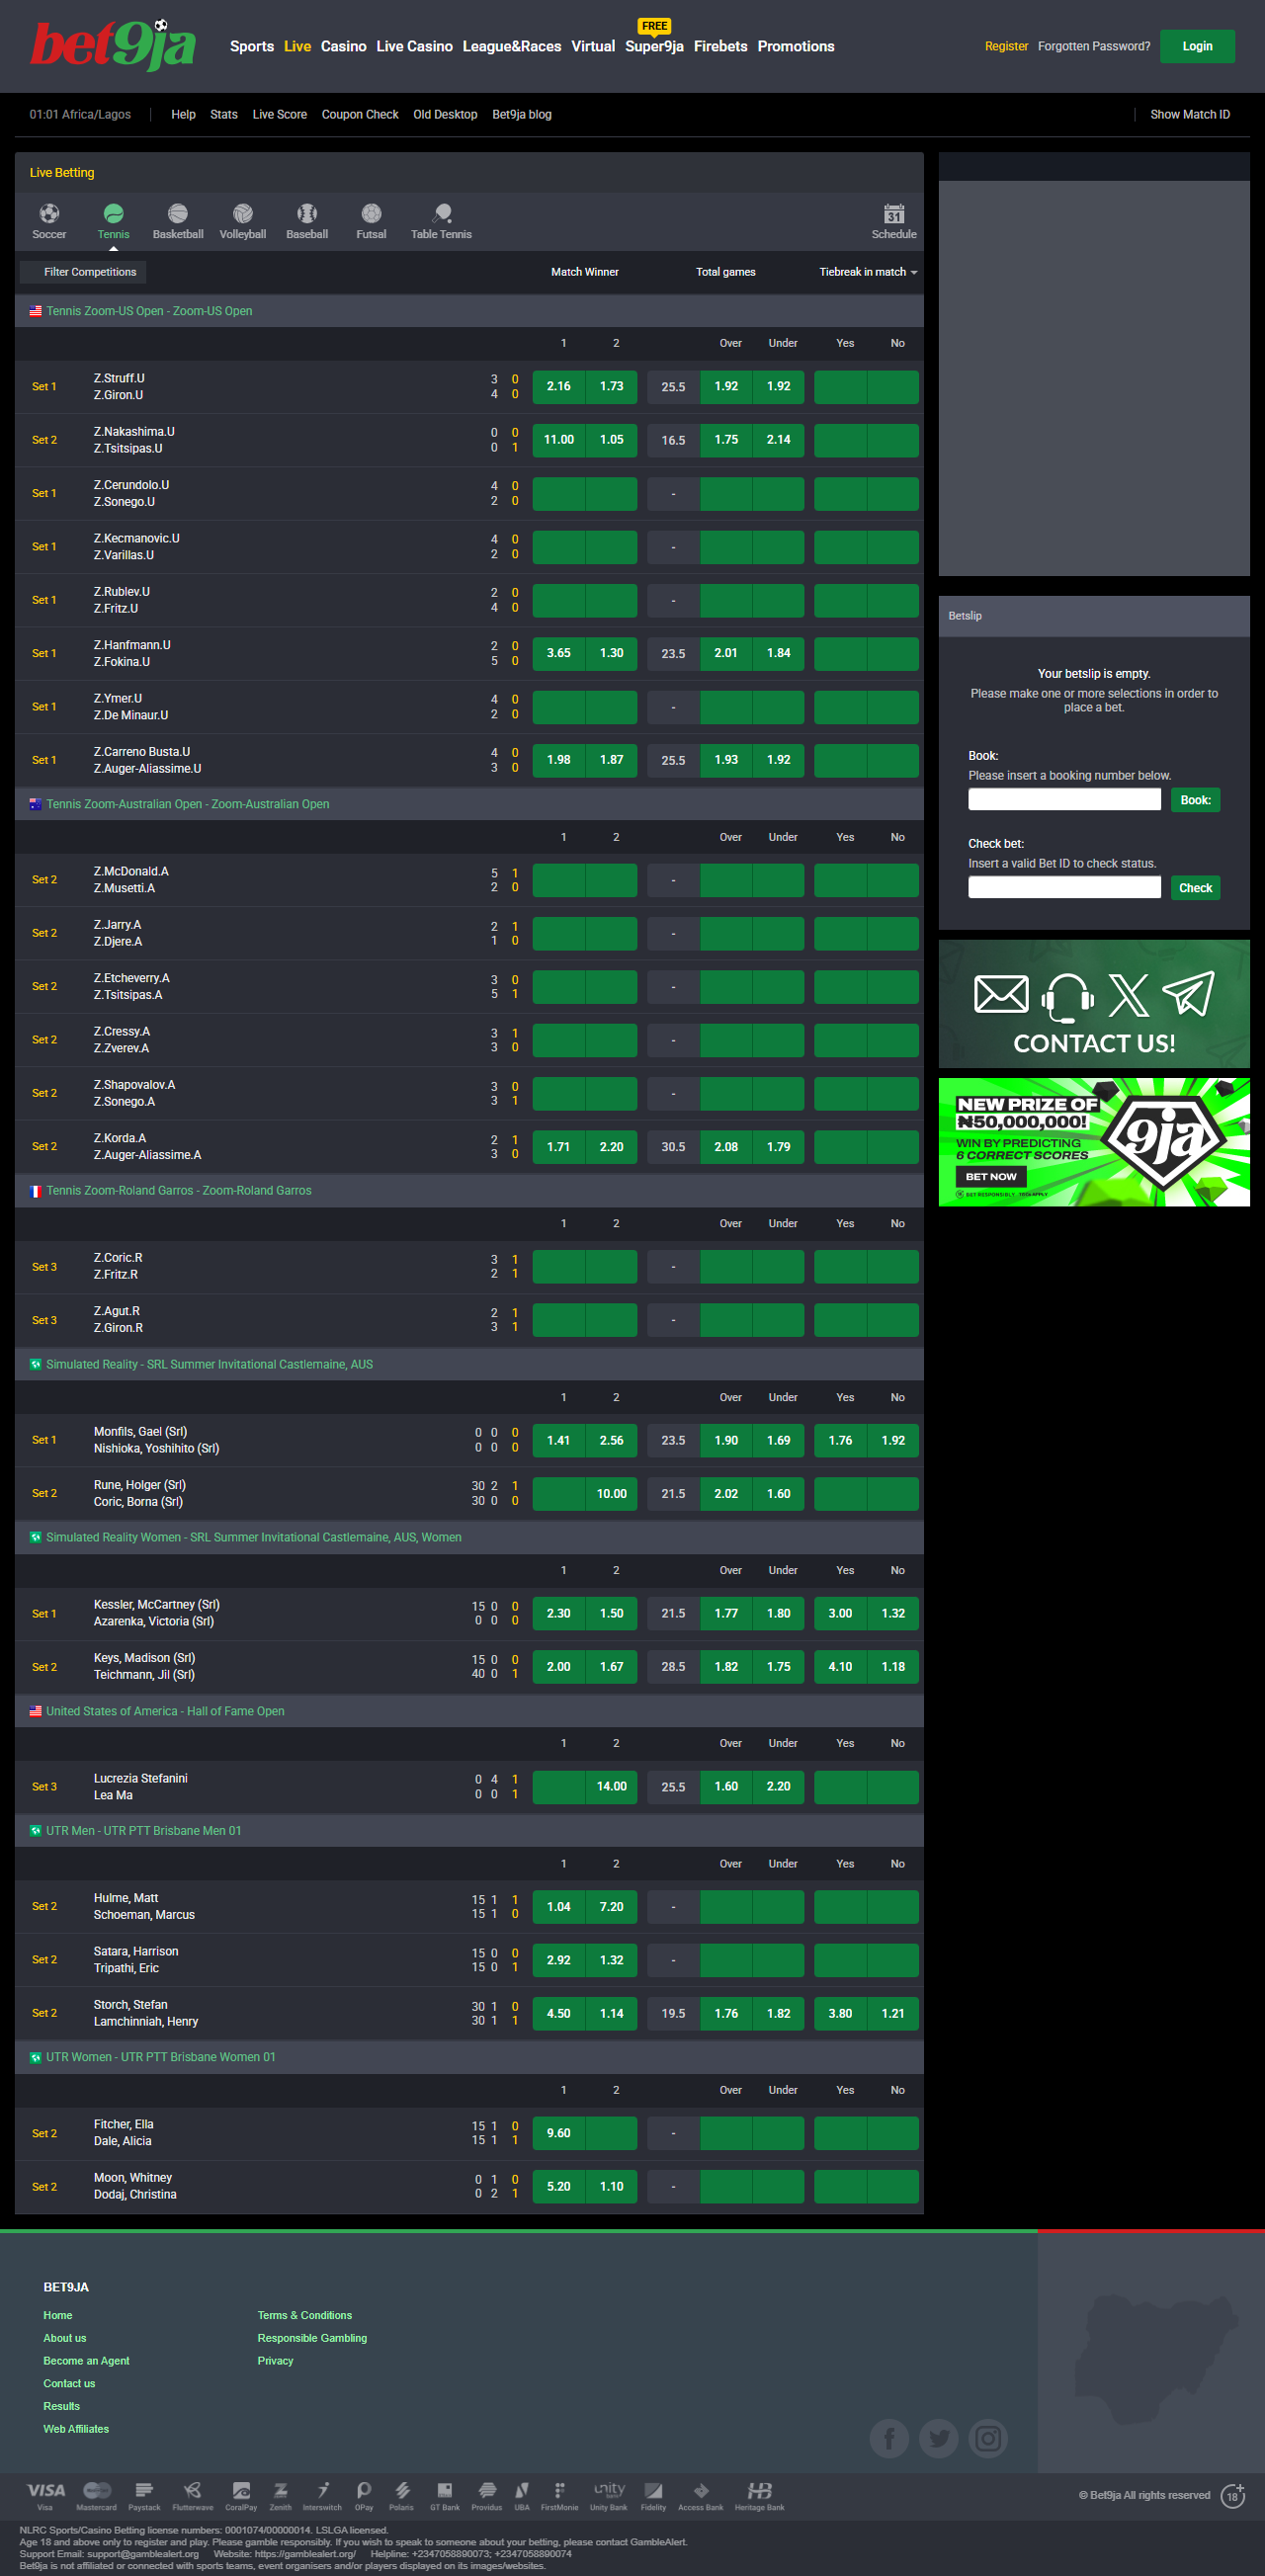 bet9ja
Sports Live Casino Live Casino League&Races Virtual Super9ja Firebets Promotions
FREE
Register Forgotten Password? Login
01:01 Africa/Lagos Help Stats Live Score Coupon Check Old Desktop Bet9ja blog Show Match ID
Live Betting
Soccer Tennis Basketball Volleyball Baseball Futsal Table Tennis 31 Schedule
Filter Competitions Match Winner Total games Tiebreak in match
Tennis Zoom-US Open - Zoom-US Open
1 2 Over Under Yes No
Set 1 Z.Struff.U 3 0 2.16 1.73 25.5 1.92 1.92
Z.Giron.U 4 0
Set 2 Z.Nakashima.U 0 0 11.00 1.05 16.5 1.75 2.14
Z.Tsitsipas.U 0 1
Set 1 Z.Cerundolo.U 4 0 -
Z.Sonego.U 2 0
Set 1 Z.Kecmanovic.U 4 0 -
Z.Varillas.U 2 0
Set 1 Z.Rublev.U 2 0 -
Z.Fritz.U 4 0
Set 1 Z.Hanfmann.U 2 0 3.65 1.30 23.5 2.01 1.84
Z.Fokina.U 5 0
Set 1 Z.Ymer.U 4 0 -
Z.De Minaur.U 2 0
Set 1 Z.Carreno Busta.U 4 0 1.98 1.87 25.5 1.93 1.92
Z.Auger-Aliassime.U 3 0
Tennis Zoom-Australian Open - Zoom-Australian Open
1 2 Over Under Yes No
Set 2 Z.McDonald.A 5 1 -
Z.Musetti.A 2 0
Set 2 Z.Jarry.A 2 1 -
Z.Djere.A 1 0
Set 2 Z.Etcheverry.A 3 0 -
Z.Tsitsipas.A 5 1
Set 2 Z.Cressy.A 3 1 -
Z.Zverev.A 3 0
Set 2 Z.Shapovalov.A 3 0 -
Z.Sonego.A 3 1
Set 2 Z.Korda.A 2 1 1.71 2.20 30.5 2.08 1.79
Z.Auger-Aliassime.A 3 0
Tennis Zoom-Roland Garros - Zoom-Roland Garros
1 2 Over Under Yes No
Set 3 Z.Coric.R 3 1 -
Z.Fritz.R 2 1
Set 3 Z.Agut.R 2 1 -
Z.Giron.R 3 1
Simulated Reality - SRL Summer Invitational Castlemaine, AUS
1 2 Over Under Yes No
Set 1 Monfils, Gael (Srl) 0 0 0 1.41 2.56 23.5 1.90 1.69 1.76 1.92
Nishioka, Yoshihito (Srl) 0 0 0
Set 2 Rune, Holger (Srl) 30 2 1 10.00 21.5 2.02 1.60
Coric, Borna (Srl) 30 0 0
Simulated Reality Women - SRL Summer Invitational Castlemaine, AUS, Women
1 2 Over Under Yes No
Set 1 Kessler, McCartney (Srl) 15 0 0 2.30 1.50 21.5 1.77 1.80 3.00 1.32
Azarenka, Victoria (Srl) 0 0 0
Set 2 Keys, Madison (Srl) 15 0 0 2.00 1.67 28.5 1.82 1.75 4.10 1.18
Teichmann, Jil (Srl) 40 0 1
United States of America - Hall of Fame Open
1 2 Over Under Yes No
Set 3 Lucrezia Stefanini 0 4 1 14.00 25.5 1.60 2.20
Lea Ma 0 0 1
UTR Men - UTR PTT Brisbane Men 01
1 2 Over Under Yes No
Set 2 Hulme, Matt 15 1 1 1.04 7.20 -
Schoeman, Marcus 15 1 0
Set 2 Satara, Harrison 15 0 0 2.92 1.32 -
Tripathi, Eric 15 0 1
Set 2 Storch, Stefan 30 1 0 4.50 1.14 19.5 1.76 1.82 3.80 1.21
Lamchinniah, Henry 30 1 1
UTR Women - UTR PTT Brisbane Women 01
1 2 Over Under Yes No
Set 2 Fitcher, Ella 15 1 0 9.60 -
Dale, Alicia 15 1 1
Set 2 Moon, Whitney 0 1 0 5.20 1.10 -
Dodaj, Christina 0 2 1
Betslip
Your betslip is empty.
Please make one or more selections in order to
place a bet.
Book:
Please insert a booking number below.
Book:
Check bet:
Insert a valid Bet ID to check status.
Check
CONTACT US!
NEW PRIZE OF
₦50,000,000!
WIN BY PREDICTING
6 CORRECT SCORES
BET NOW
BET RESPONSIBLY. T&Cs APPLY.
9ja
BET9JA
Home Terms & Conditions
About us Responsible Gambling
Become an Agent Privacy
Contact us
Results
Web Affiliates
VISA unity HB
Visa Mastercard Paystack Flutterwave CoralPay Zenith Interswitch OPay Polaris GT Bank Providus UBA FirstMonie Unity Bank Fidelity Access Bank Heritage Bank
© Bet9ja All rights reserved 18+
NLRC Sports/Casino Betting license numbers: 0001074/00000014. LSLGA licensed.
Age 18 and above only to register and play. Please gamble responsibly. If you wish to speak to someone about your betting, please contact GambleAlert.
Support Email: support@gamblealert.org Website: https://gamblealert.org/ Helpline: +2347058890073; +2347058890074
Bet9ja is not affiliated or connected with sports teams, event organisers and/or players displayed on its images/websites.